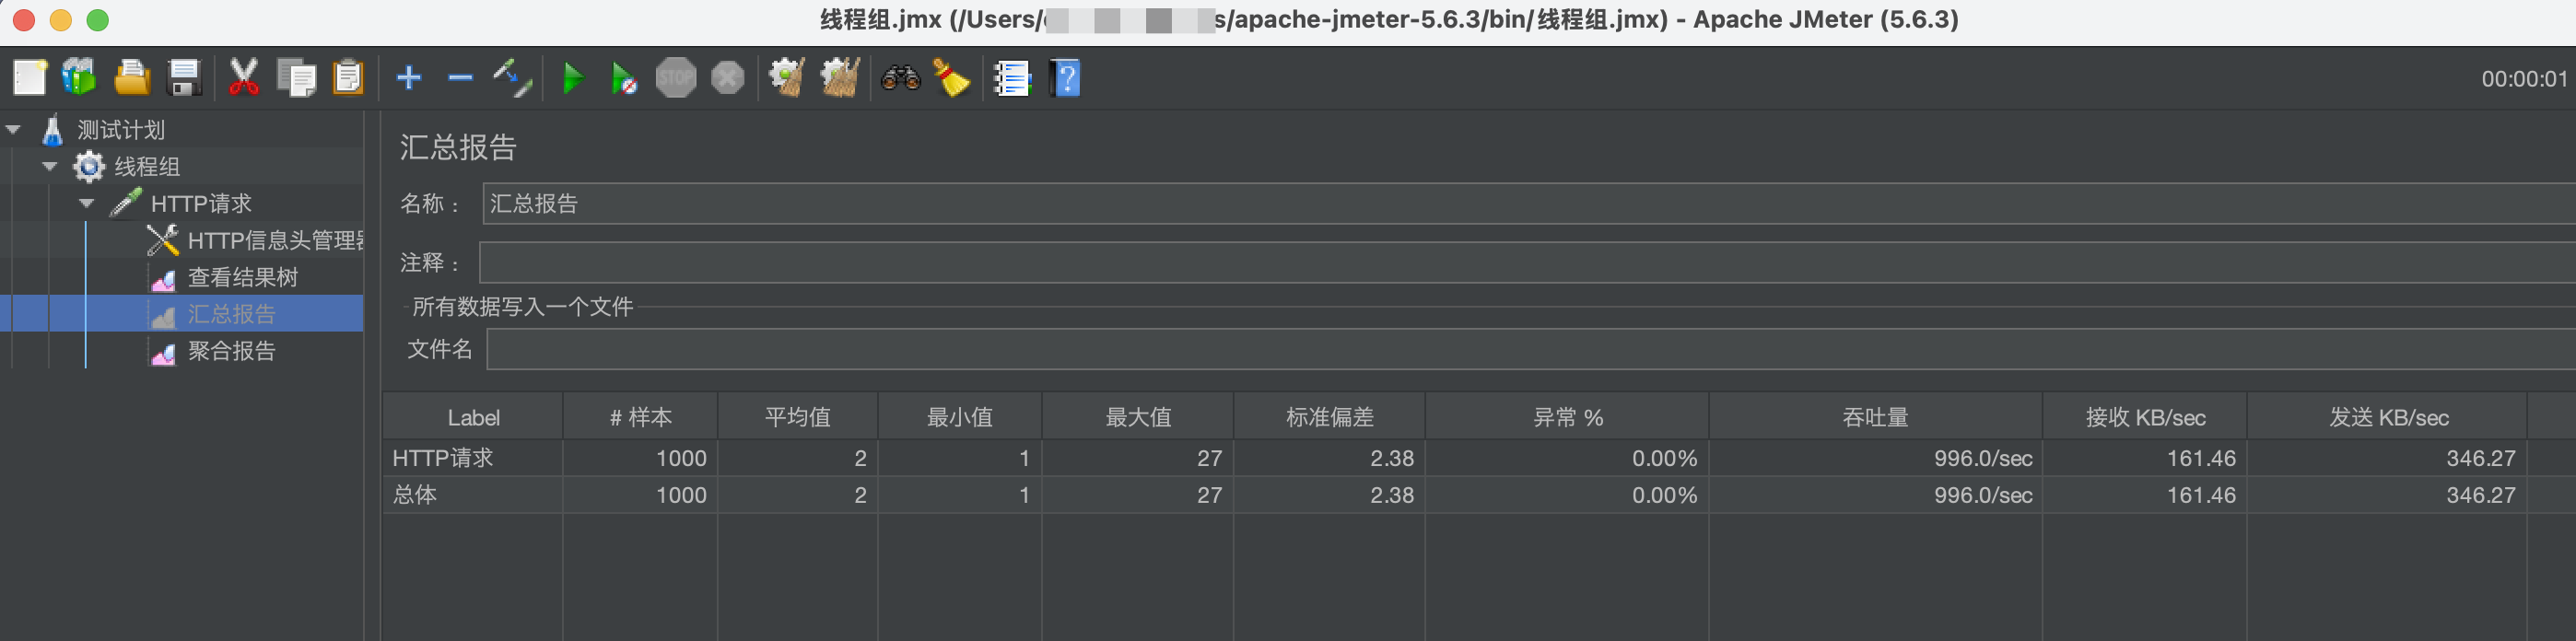 线程组.jmx (/Users/ s/apache-jmeter-5.6.3/bin/线程组.jmx) - Apache JMeter (5.6.3)
STOP
00:00:01
测试计划
线程组
HTTP请求
HTTP信息头管理器
查看结果树
汇总报告
聚合报告
汇总报告
名称： 汇总报告
注释：
所有数据写入一个文件
文件名
Label # 样本 平均值 最小值 最大值 标准偏差 异常 % 吞吐量 接收 KB/sec 发送 KB/sec
HTTP请求 1000 2 1 27 2.38 0.00% 996.0/sec 161.46 346.27
总体 1000 2 1 27 2.38 0.00% 996.0/sec 161.46 346.27